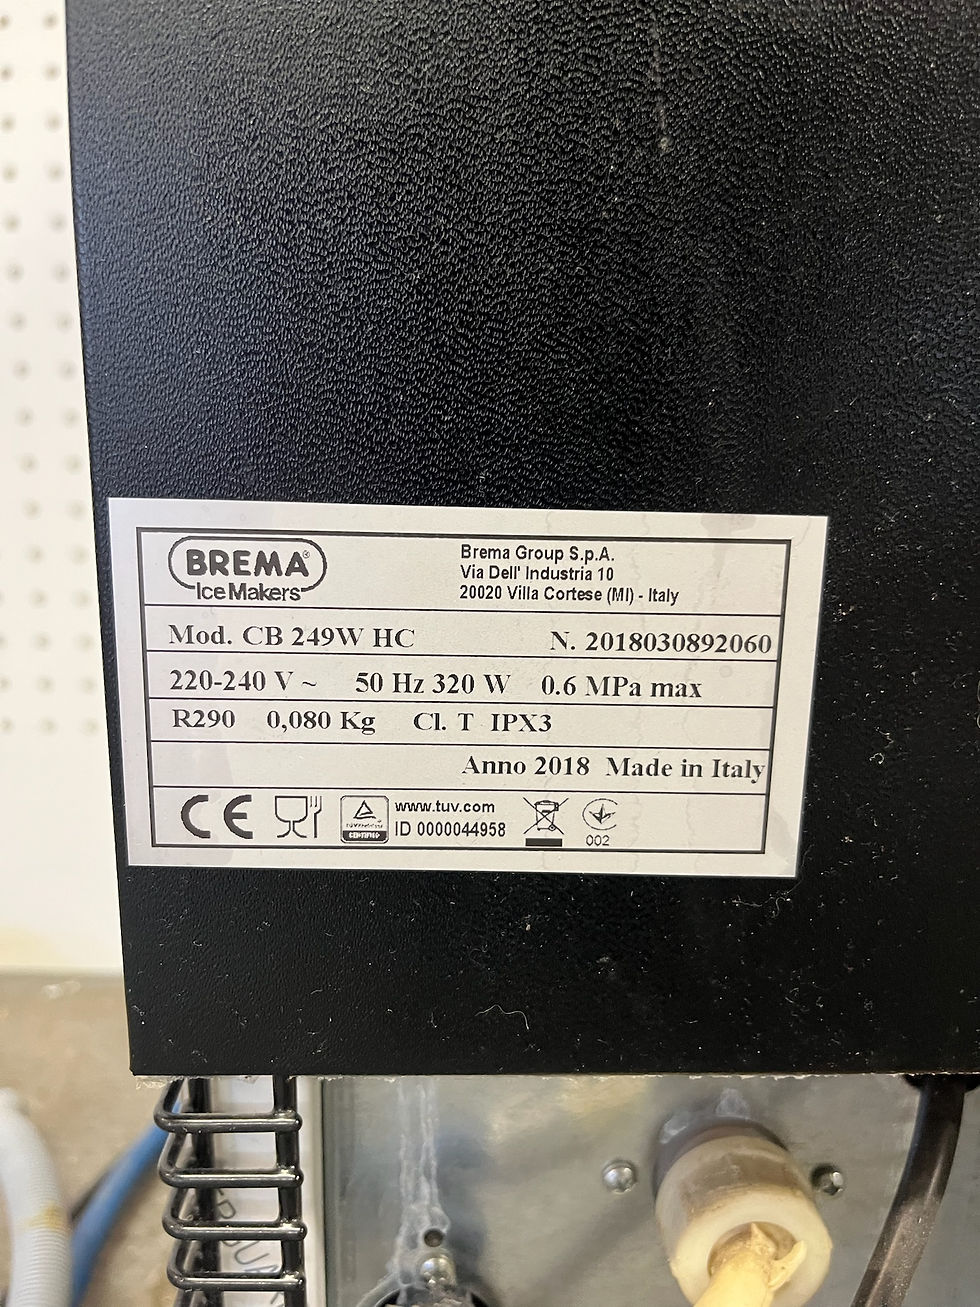 BREMA®
Ice Makers
Brema Group S.p.A.
Via Dell' Industria 10
20020 Villa Cortese (MI) - Italy
Mod. CB 249W HC N. 2018030892060
220-240 V ~ 50 Hz 320 W 0.6 MPa max
R290 0,080 Kg Cl. T IPX3
Anno 2018 Made in Italy
CE
CERTIFIED
www.tuv.com
ID 0000044958
002